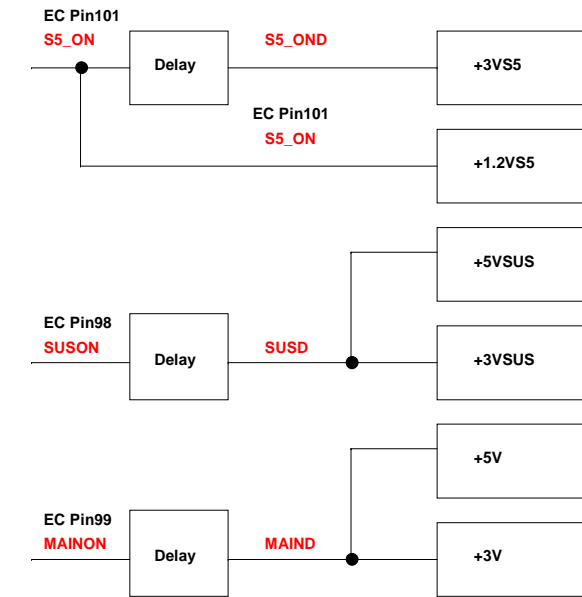 EC Pin101
S5_ON
Delay
S5_OND
+3VS5
EC Pin101
S5_ON
+1.2VS5
+5VSUS
EC Pin98
SUSON
Delay
SUSD
+3VSUS
+5V
EC Pin99
MAINON
Delay
MAIND
+3V